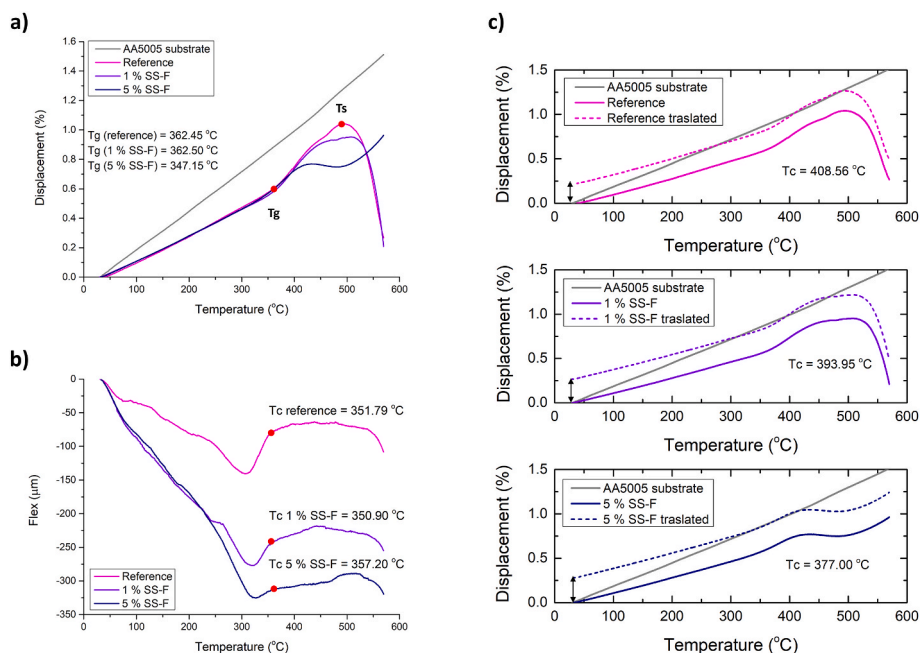 a)
1.6
1.4
1.2
1.0
0.8
0.6
0.4
0.2
0.0
Displacement (%)
AA5005 substrate
Reference
1 % SS-F
5 % SS-F
Tg (reference) = 362.45 °C
Tg (1 % SS-F) = 362.50 °C
Tg (5 % SS-F) = 347.15 °C
Ts
Tg
0 100 200 300 400 500 600
Temperature (°C)
b)
0
-50
-100
-150
-200
-250
-300
-350
Flex (μm)
Tc reference = 351.79 °C
Tc 1 % SS-F = 350.90 °C
Tc 5 % SS-F = 357.20 °C
Reference
1 % SS-F
5 % SS-F
0 100 200 300 400 500 600
Temperature (°C)
c)
1.5
1.0
0.5
0.0
Displacement (%)
AA5005 substrate
Reference
Reference traslated
Tc = 408.56 °C
0 100 200 300 400 500 600
Temperature (°C)
1.5
1.0
0.5
0.0
Displacement (%)
AA5005 substrate
1 % SS-F
1 % SS-F traslated
Tc = 393.95 °C
0 100 200 300 400 500 600
Temperature (°C)
1.5
1.0
0.5
0.0
Displacement (%)
AA5005 substrate
5 % SS-F
5 % SS-F traslated
Tc = 377.00 °C
0 100 200 300 400 500 600
Temperature (°C)